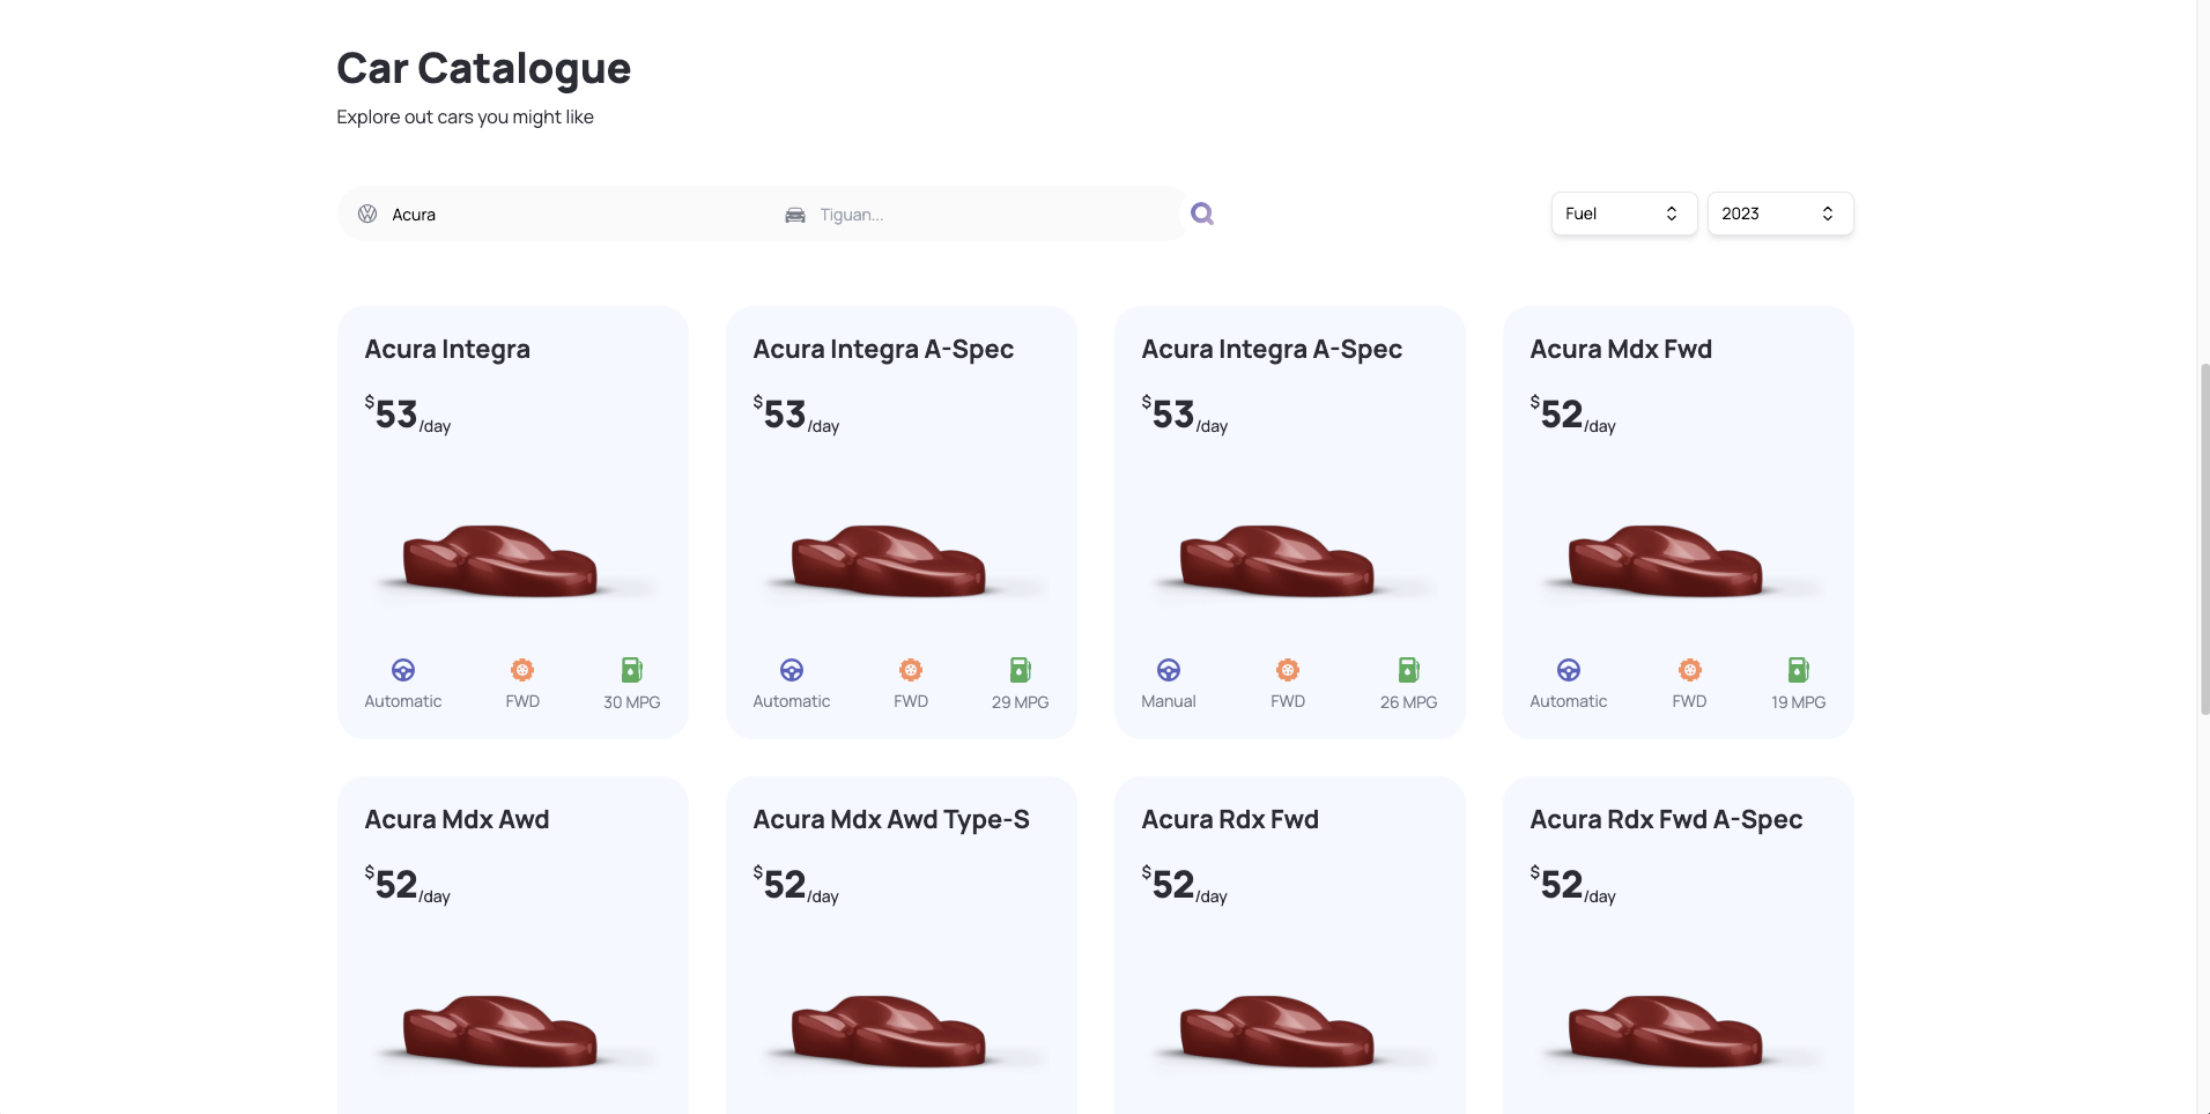 Car Catalogue
Explore out cars you might like
Acura
Tiguan...
Fuel
2023
Acura Integra
$53/day
Automatic
FWD
30 MPG
Acura Integra A-Spec
$53/day
Automatic
FWD
29 MPG
Acura Integra A-Spec
$53/day
Manual
FWD
26 MPG
Acura Mdx Fwd
$52/day
Automatic
FWD
19 MPG
Acura Mdx Awd
$52/day
Acura Mdx Awd Type-S
$52/day
Acura Rdx Fwd
$52/day
Acura Rdx Fwd A-Spec
$52/day